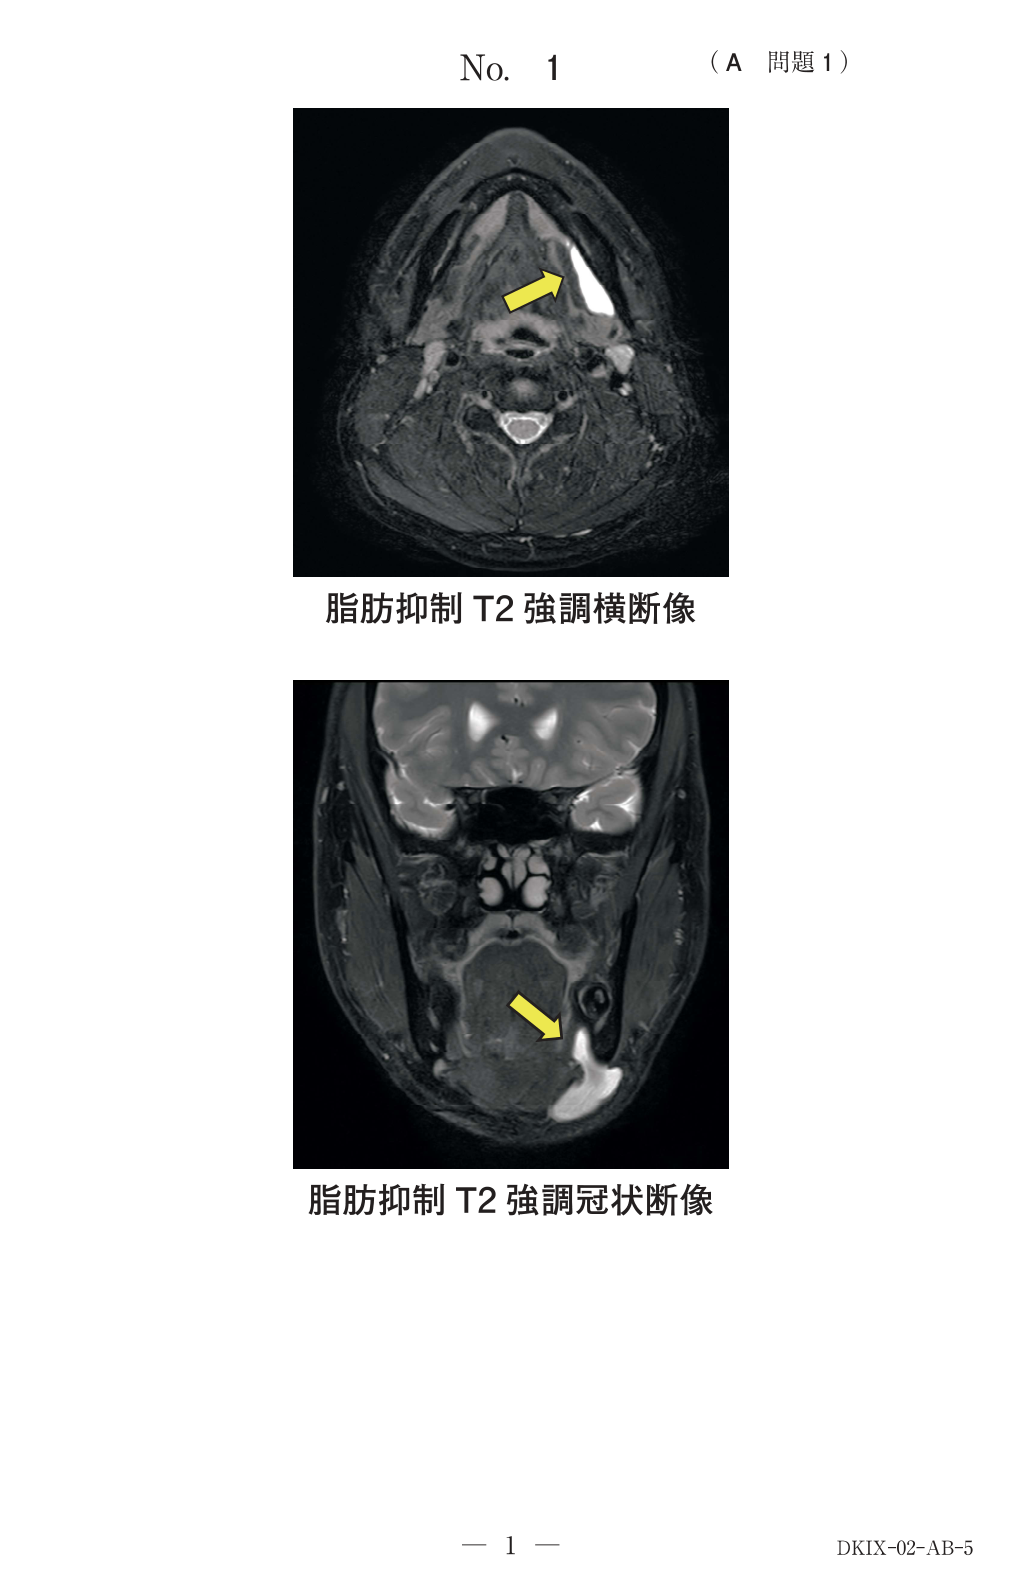 No. 1
（A 問題1）
脂肪抑制 T2 強調横断像
脂肪抑制 T2 強調冠状断像
— 1 —
DKIX-02-AB-5